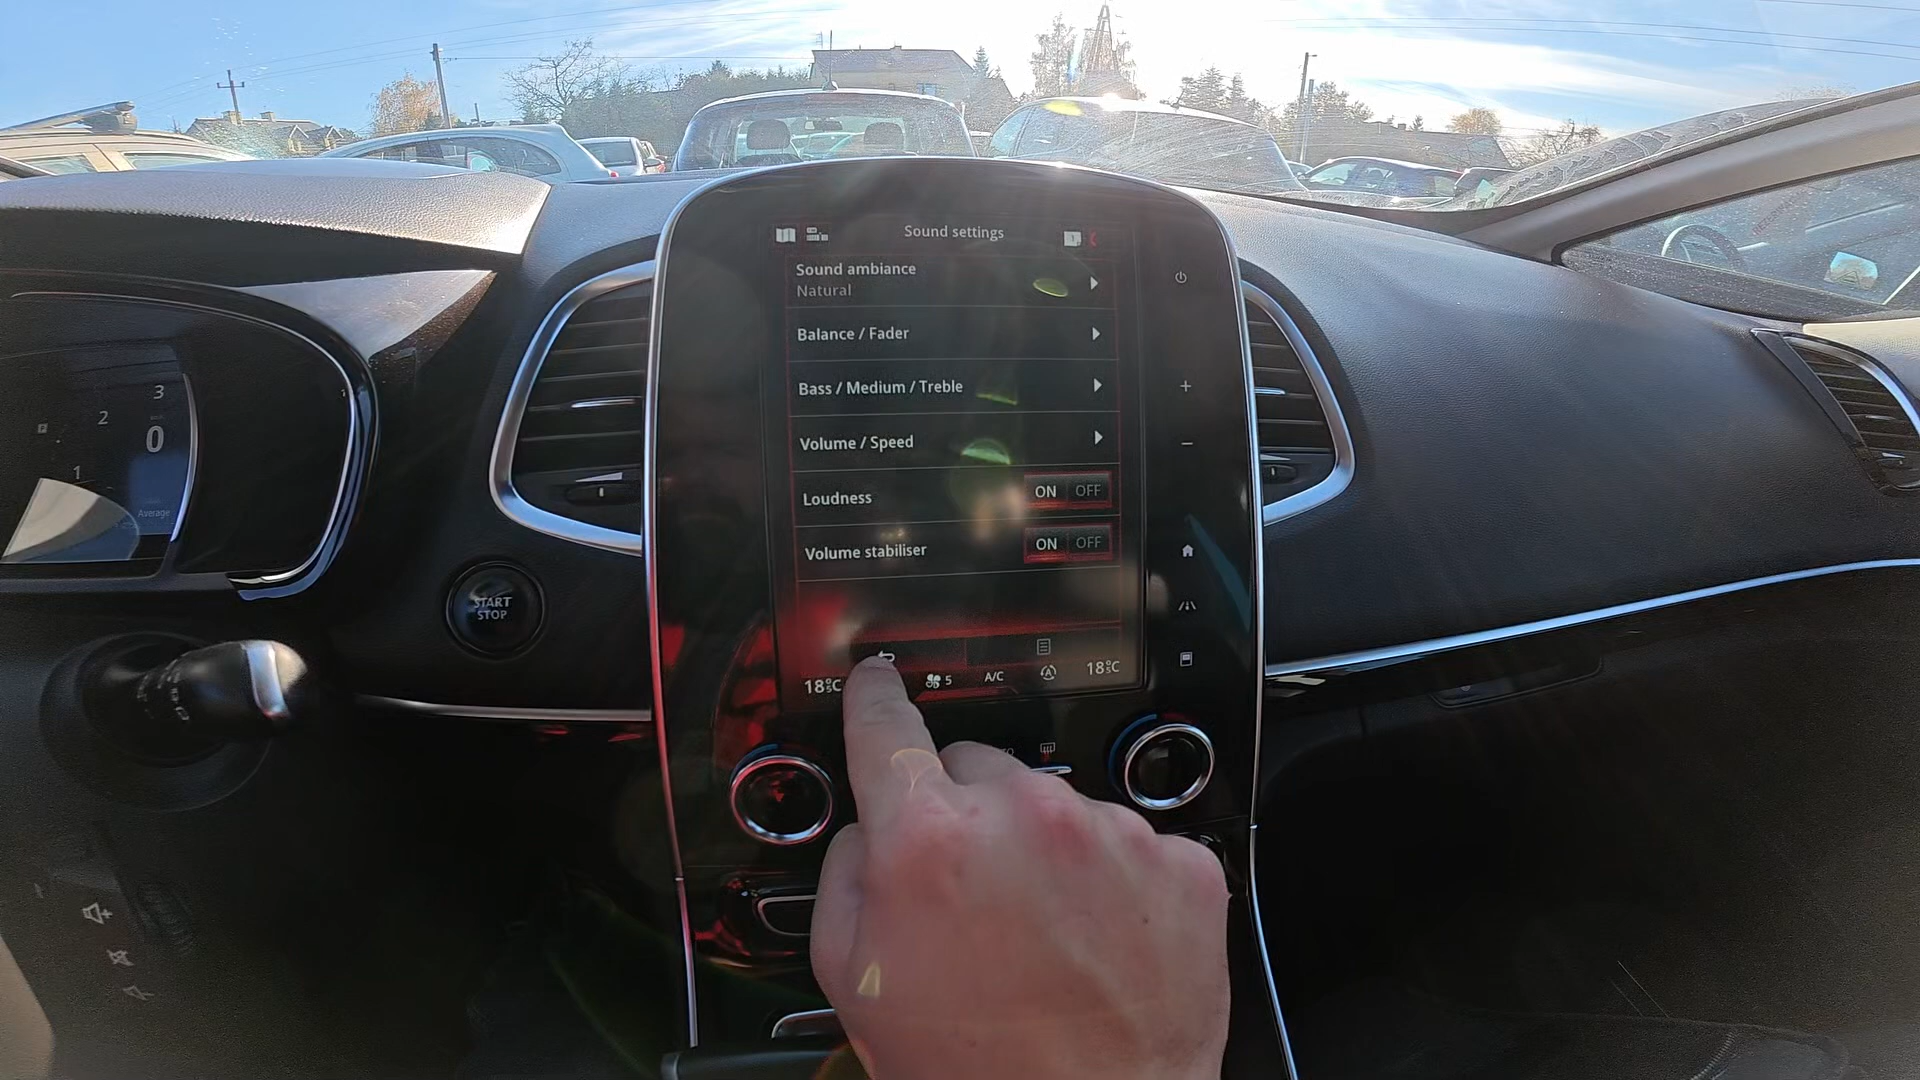 Sound settings
Sound ambiance
Natural
Balance / Fader
Bass / Medium / Treble
Volume / Speed
Loudness
ON OFF
Volume stabiliser
ON OFF
18°C
5
A/C
18°C
3
2
0
1
Average
START
STOP